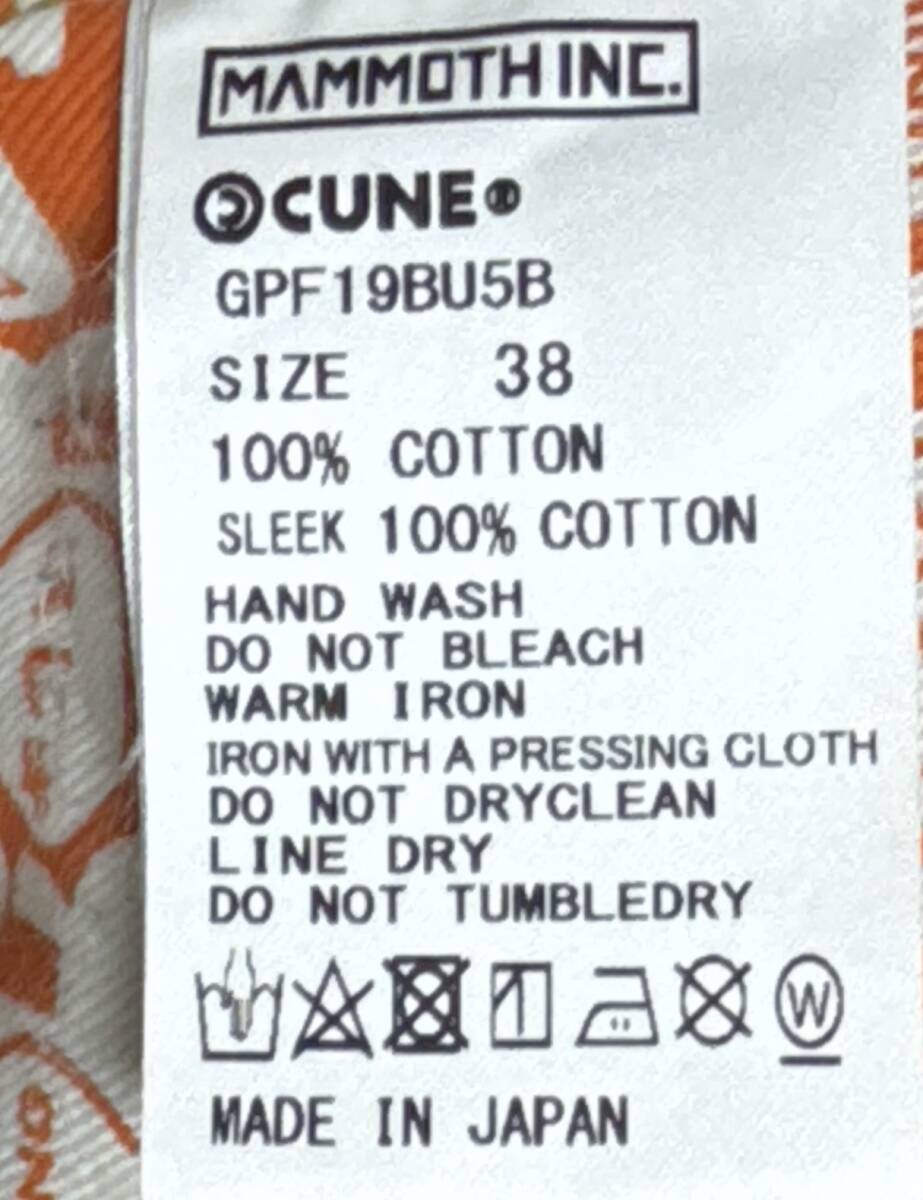 MAMMOTH INC.
CUNE®
GPF19BU5B
SIZE 38
100% COTTON
SLEEK 100% COTTON
HAND WASH
DO NOT BLEACH
WARM IRON
IRON WITH A PRESSING CLOTH
DO NOT DRYCLEAN
LINE DRY
DO NOT TUMBLEDRY
W
MADE IN JAPAN